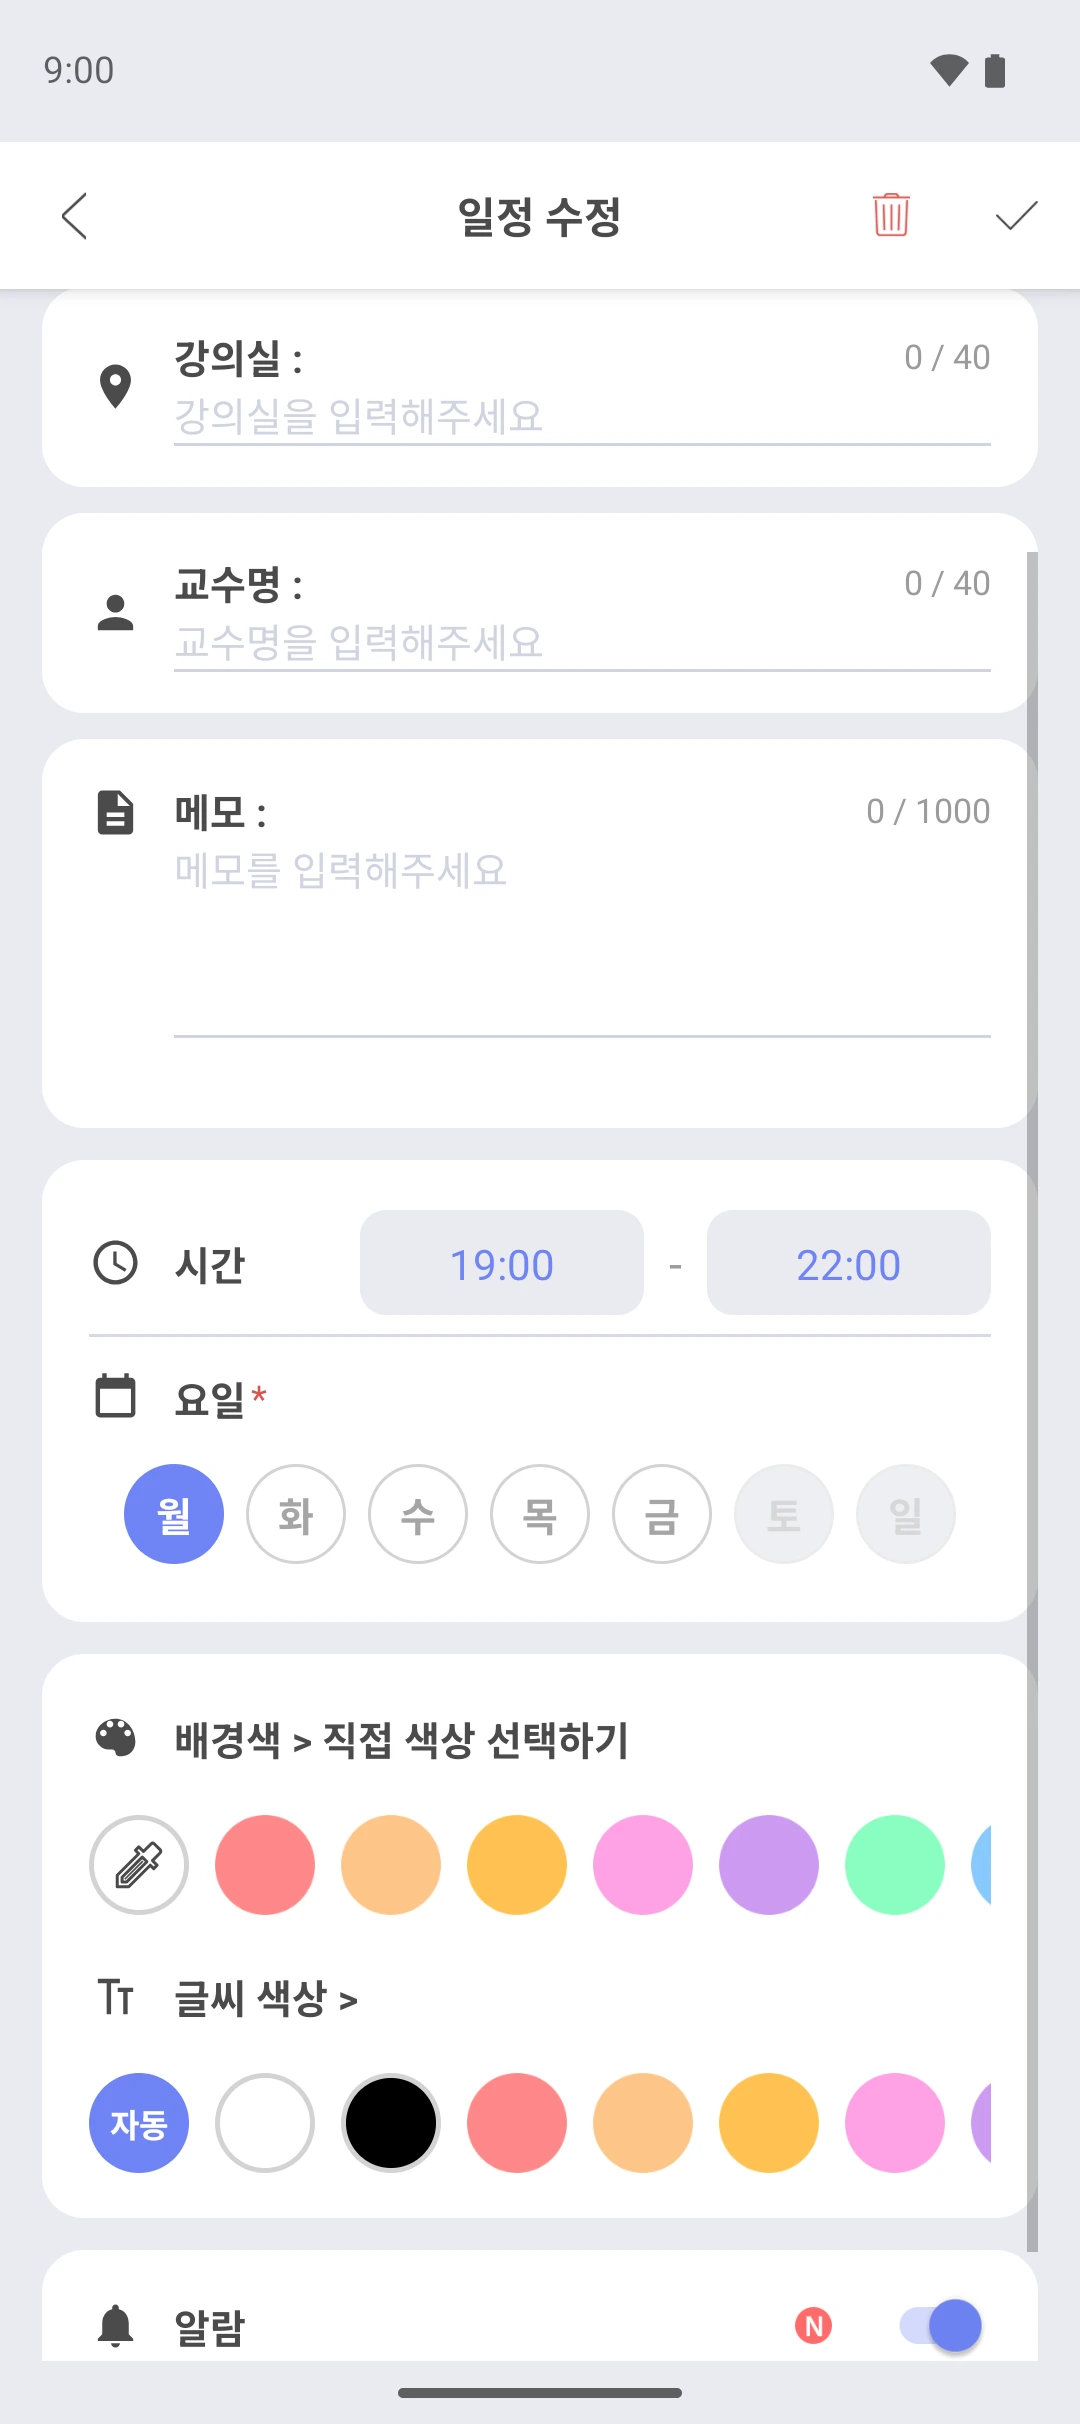 9:00
일정 수정
강의실 :
0 / 40
강의실을 입력해주세요
교수명 :
0 / 40
교수명을 입력해주세요
메모 :
0 / 1000
메모를 입력해주세요
시간
19:00 - 22:00
요일*
월 화 수 목 금 토 일
배경색 > 직접 색상 선택하기
Tt 글씨 색상 >
자동
알람
N